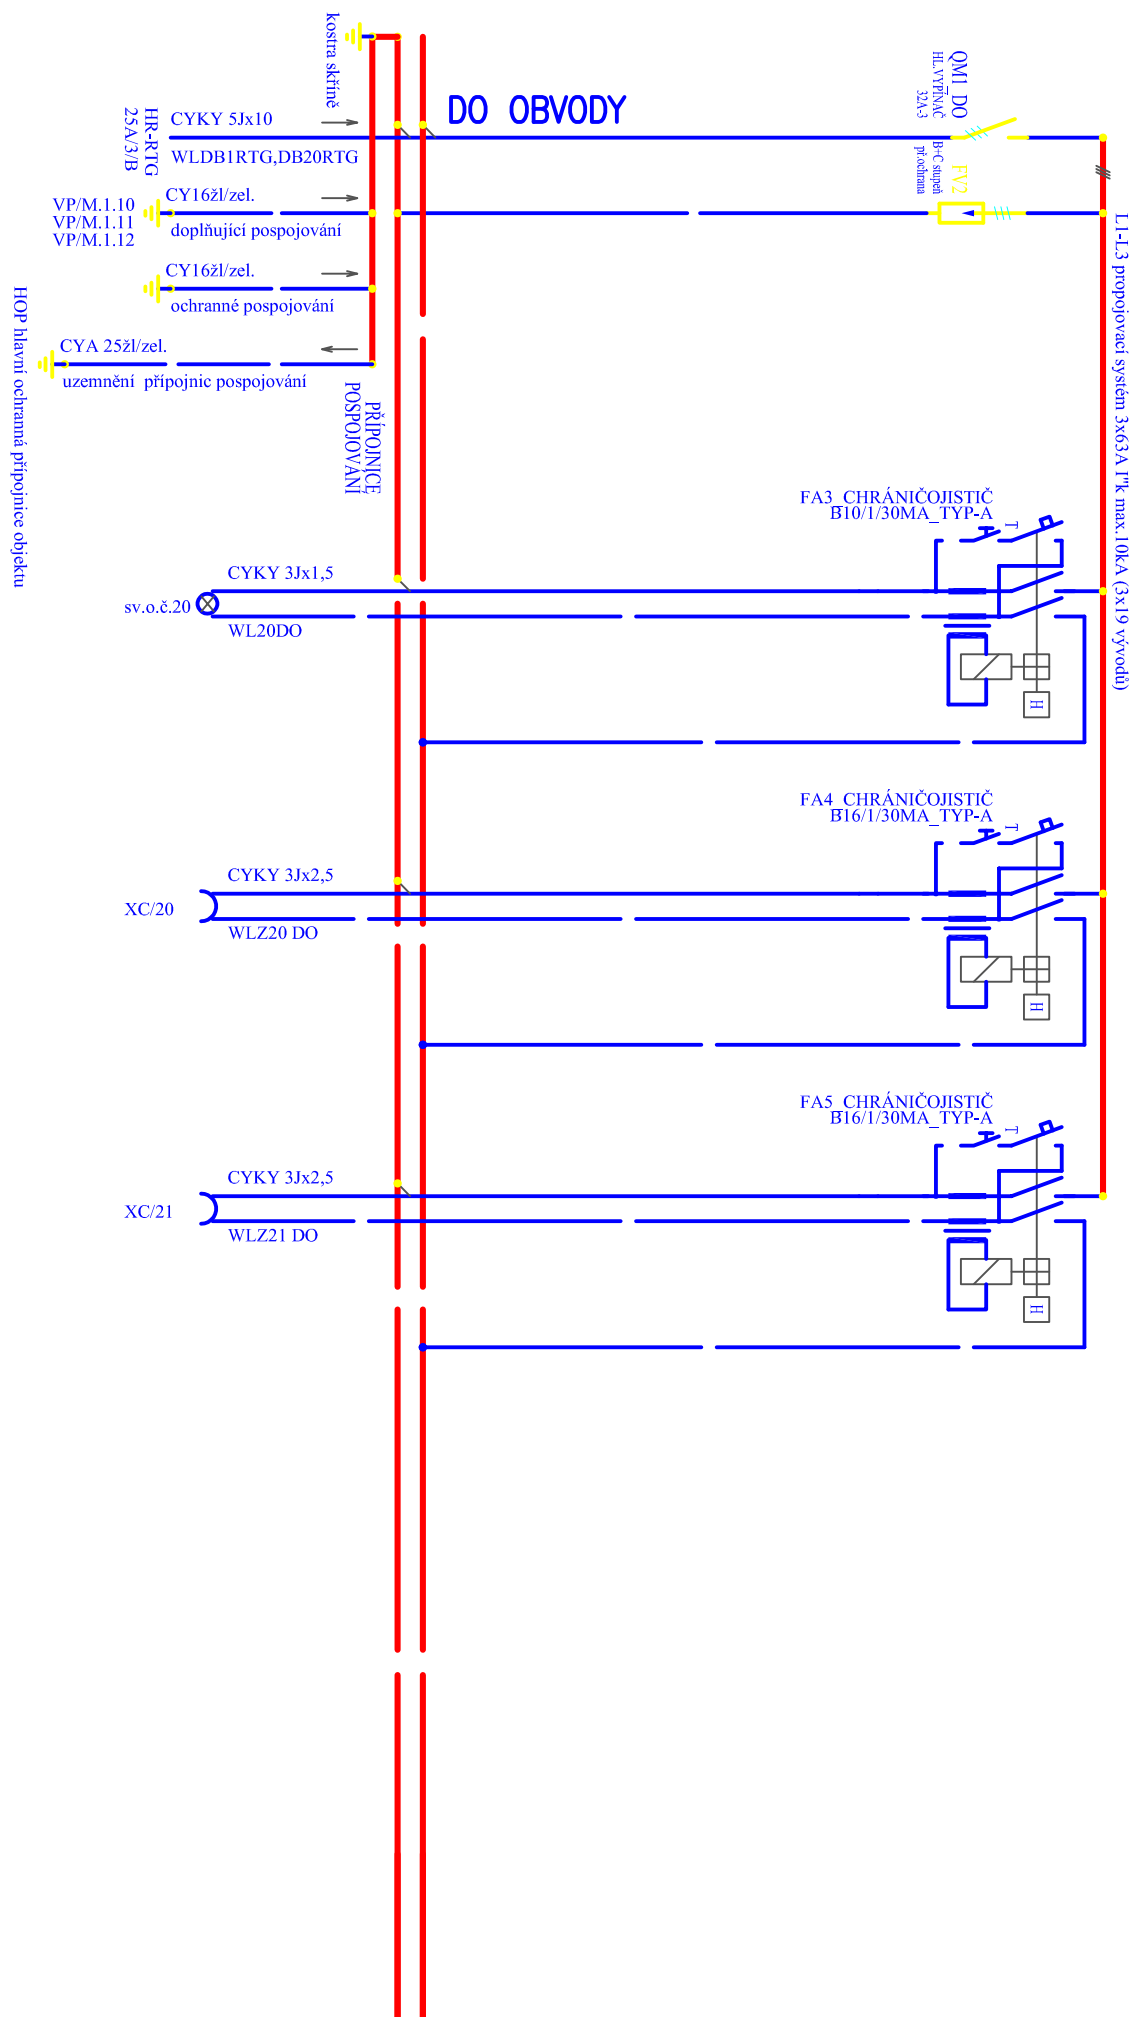 kostra skříně
DO OBVODY
QM1_DO
HL.VYPÍNAČ
32A-3
HR-RTG
25A/3/B
CYKY 5Jx10
WLDB1RTG,DB20RTG
FV2
B+C stupeň
př.ochrana
L1-L3 propojovací systém 3x63A I"k max.10kA (3x19 vývodů)
VP/M.1.10
VP/M.1.11
VP/M.1.12
CY16žl/zel.
doplňující pospojování
CY16žl/zel.
ochranné pospojování
HOP hlavní ochranná přípojnice objektu
CYA 25žl/zel.
uzemnění přípojnic pospojování
PŘÍPOJNICE
POSPOJOVÁNÍ
FA3_CHRÁNIČOJISTIČ
B10/1/30MA_TYP-A
T
CYKY 3Jx1,5
sv.o.č.20
WL20DO
H
FA4_CHRÁNIČOJISTIČ
B16/1/30MA_TYP-A
T
CYKY 3Jx2,5
XC/20
WLZ20 DO
H
FA5_CHRÁNIČOJISTIČ
B16/1/30MA_TYP-A
T
CYKY 3Jx2,5
XC/21
WLZ21 DO
H